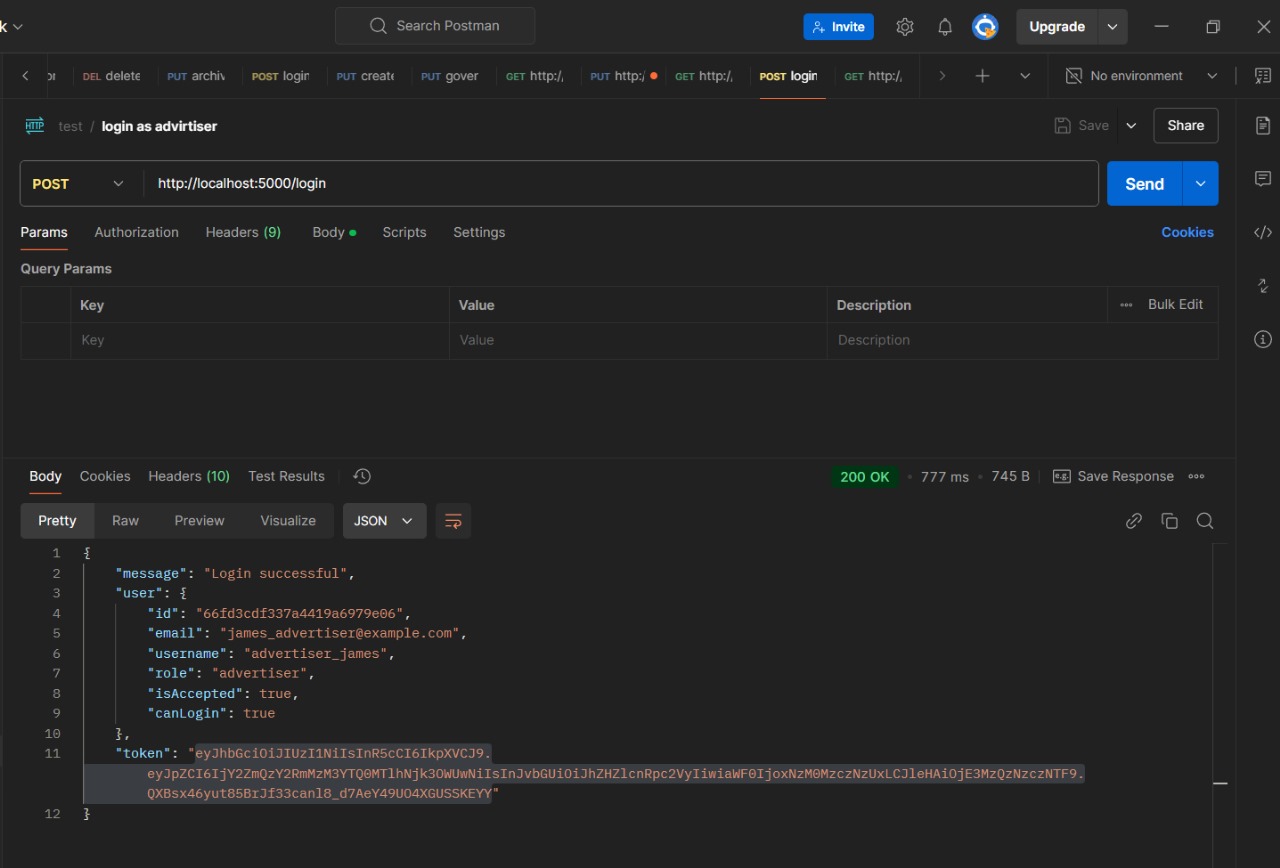 k
Search Postman
Invite
Upgrade
DEL delete
PUT archiv
POST login
PUT create
PUT gover
GET http:/,
PUT http:/
GET http:/,
POST login
GET http:/,
No environment
HTTP test / login as advirtiser
Save
Share
POST http://localhost:5000/login
Send
Params Authorization Headers (9) Body Scripts Settings
Cookies
Query Params
Key Value Description Bulk Edit
Key Value Description
Body Cookies Headers (10) Test Results
200 OK • 777 ms • 745 B
e.g. Save Response
Pretty Raw Preview Visualize JSON
1 {
2 "message": "Login successful",
3 "user": {
4 "id": "66fd3cdf337a4419a6979e06",
5 "email": "james_advertiser@example.com",
6 "username": "advertiser_james",
7 "role": "advertiser",
8 "isAccepted": true,
9 "canLogin": true
10 },
11 "token": "eyJhbGciOiJIUzI1NiIsInR5cCI6IkpXVCJ9.
eyJpZCI6IjY2ZmQzY2RmMzM3YTQ0MTlhNjk3OWUwNiIsInJvbGUiOiJhZHZlcnRpc2VyIiwiaWF0IjoxNzM0MzczNzUxLCJleHAiOjE3MzQzNzczNTF9.
QXBsx46yut85BrJf33canl8_d7AeY49UO4XGUSSKEYY"
12 }